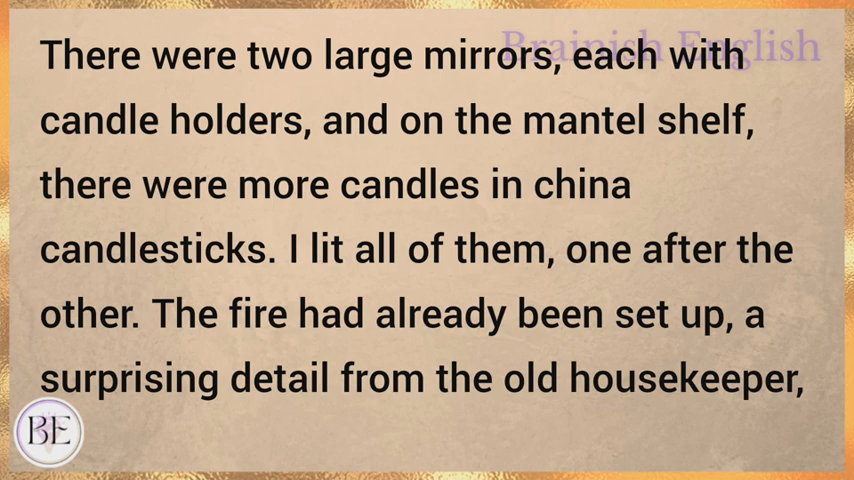 Brainish English
There were two large mirrors, each with
candle holders, and on the mantel shelf,
there were more candles in china
candlesticks. I lit all of them, one after the
other. The fire had already been set up, a
surprising detail from the old housekeeper,
BE